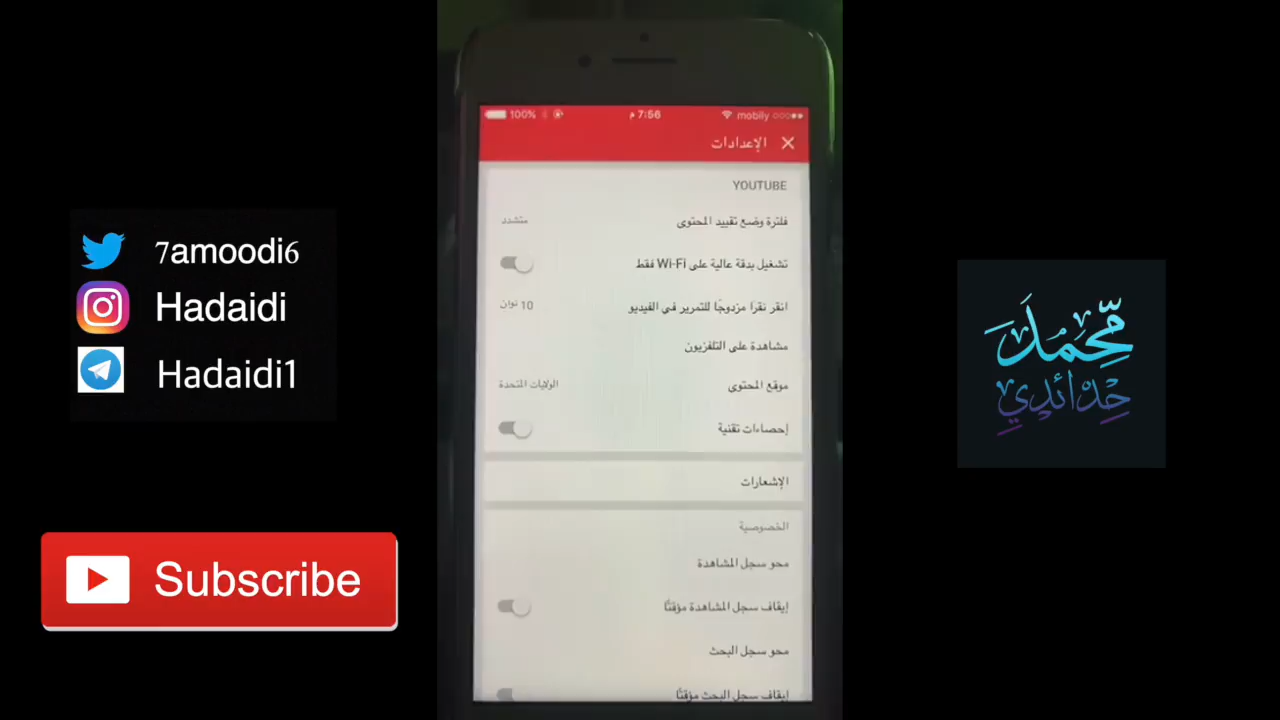 7amoodi6
Hadaidi
Hadaidi1
Subscribe
100%
7:56 م
mobily
الإعدادات
YOUTUBE
فلترة وضع تقييد المحتوى
متشدد
تشغيل بدقة عالية على Wi-Fi فقط
انقر نقرًا مزدوجًا للتمرير في الفيديو
10 ثوان
مشاهدة على التلفزيون
موقع المحتوى
الولايات المتحدة
إحصاءات تقنية
الإشعارات
الخصوصية
محو سجل المشاهدة
إيقاف سجل المشاهدة مؤقتًا
محو سجل البحث
إيقاف سجل البحث مؤقتًا
محمد
حدائدي